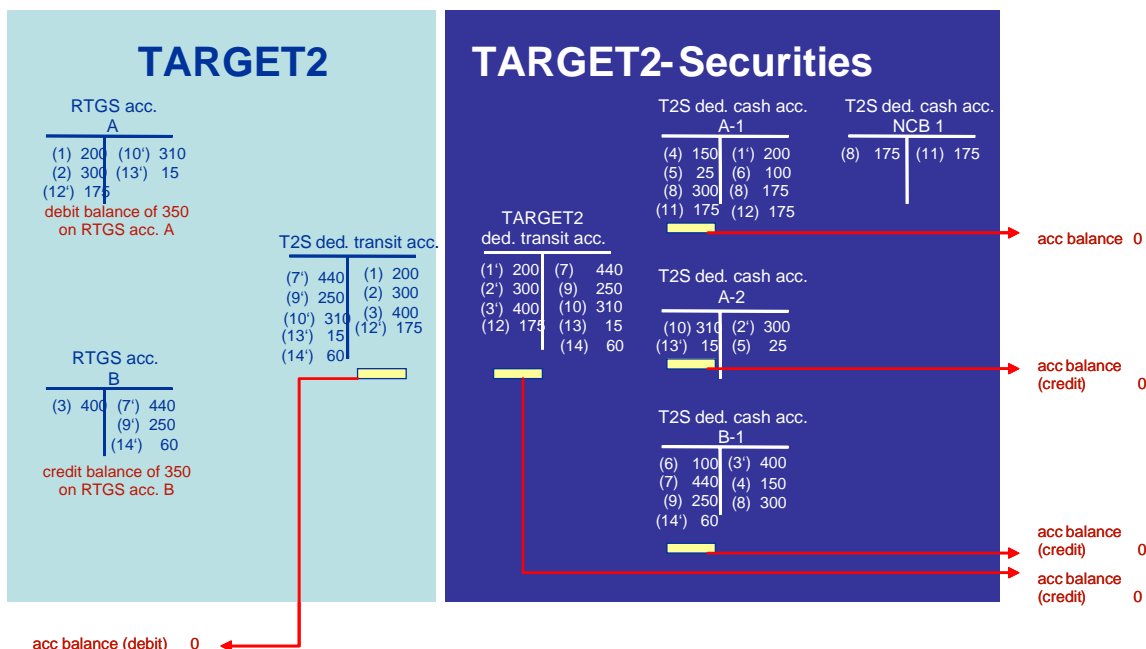 TARGET2
RTGS acc.
A
(1) 200 (10‘) 310
(2) 300 (13‘) 15
(12‘) 175
debit balance of 350
on RTGS acc. A
T2S ded. transit acc.
(7‘) 440 (1) 200
(9‘) 250 (2) 300
(10‘) 310 (3) 400
(13‘) 15 (12‘) 175
(14‘) 60
RTGS acc.
B
(3) 400 (7‘) 440
(9‘) 250
(14‘) 60
credit balance of 350
on RTGS acc. B
acc balance (debit) 0
TARGET2-Securities
TARGET2
ded. transit acc.
(1‘) 200 (7) 440
(2‘) 300 (9) 250
(3‘) 400 (10) 310
(12) 175 (13) 15
(14) 60
T2S ded. cash acc.
A-1
(4) 150 (1‘) 200
(5) 25 (6) 100
(8) 300 (8) 175
(11) 175 (12) 175
T2S ded. cash acc.
NCB 1
(8) 175 (11) 175
acc balance 0
T2S ded. cash acc.
A-2
(10) 310 (2‘) 300
(13‘) 15 (5) 25
acc balance
(credit) 0
T2S ded. cash acc.
B-1
(6) 100 (3‘) 400
(7) 440 (4) 150
(9) 250 (8) 300
(14‘) 60
acc balance
(credit) 0
acc balance
(credit) 0